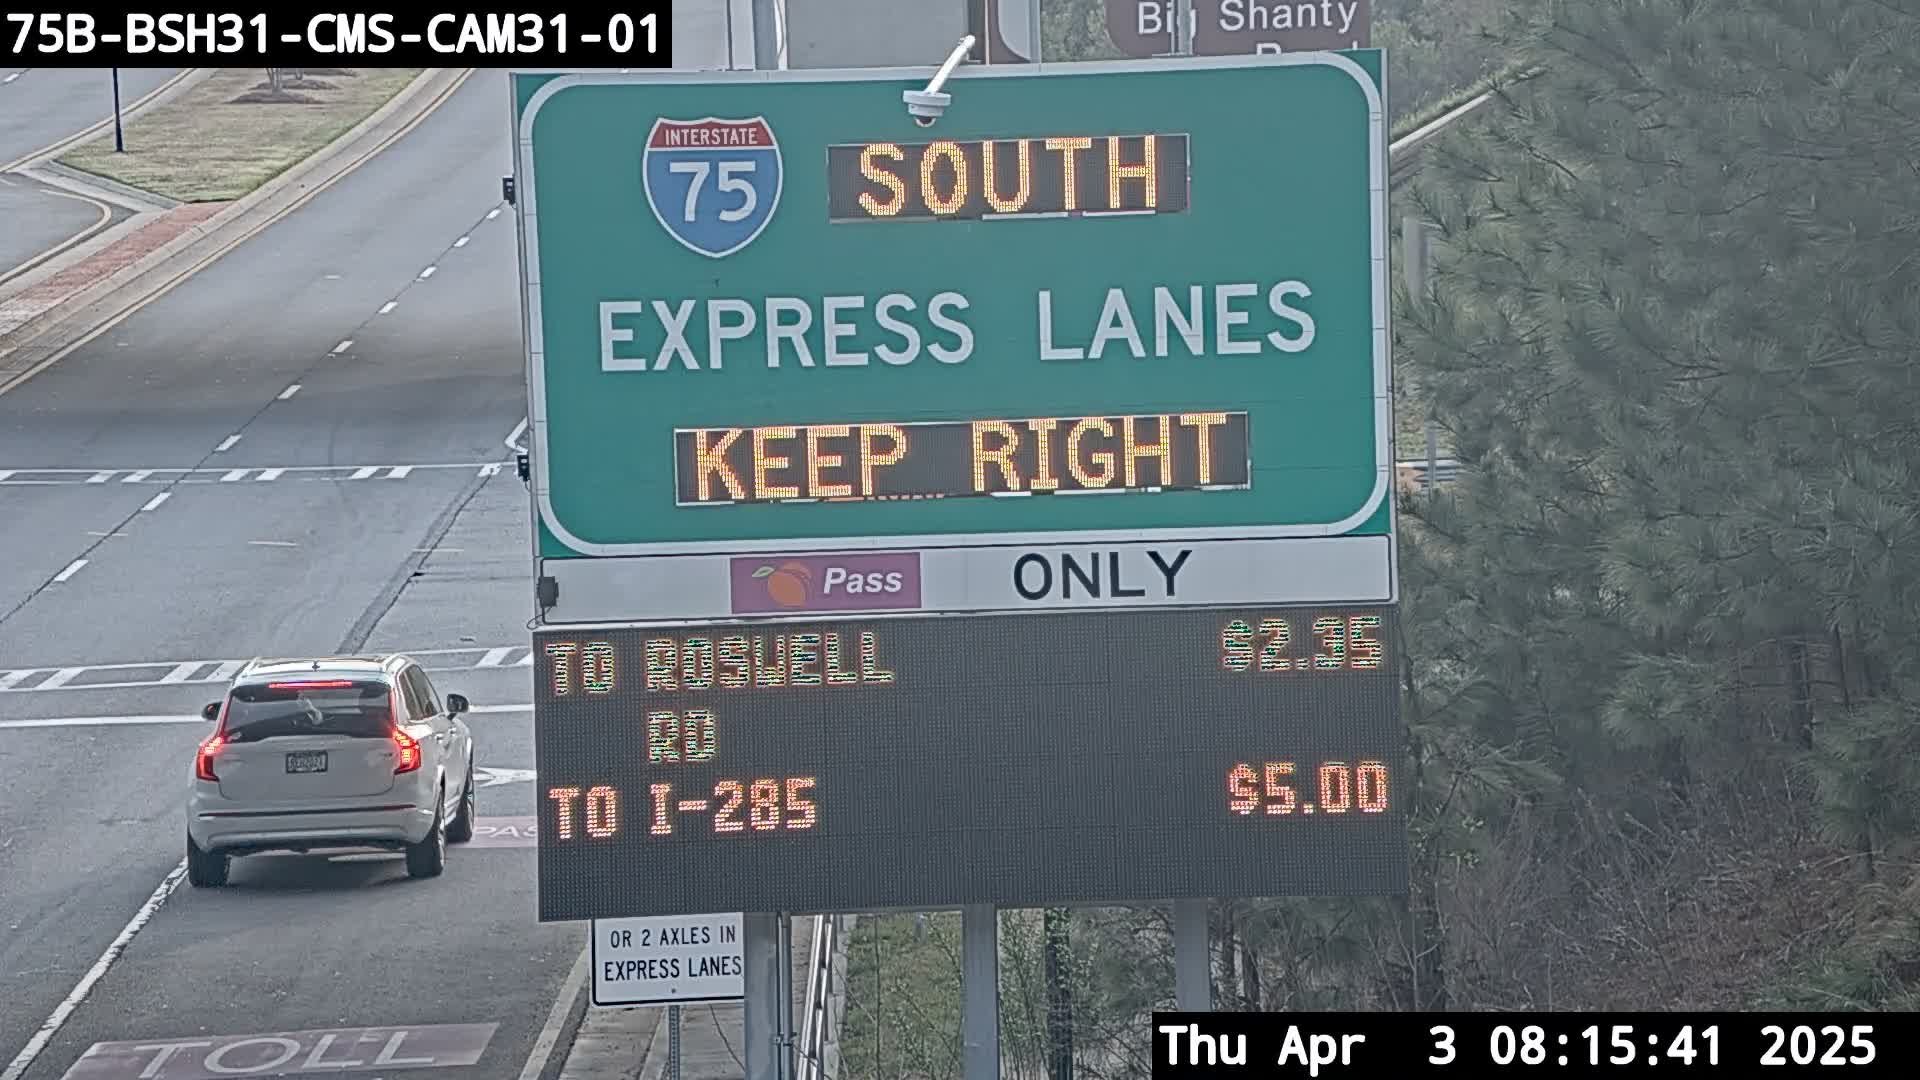 75B-BSH31-CMS-CAM31-01
Big Shanty
INTERSTATE
75
SOUTH
EXPRESS LANES
KEEP RIGHT
Pass ONLY
TO ROSWELL $2.35
RD
TO I-285 $5.00
OR 2 AXLES IN
EXPRESS LANES
TOLL
Thu Apr 3 08:15:41 2025